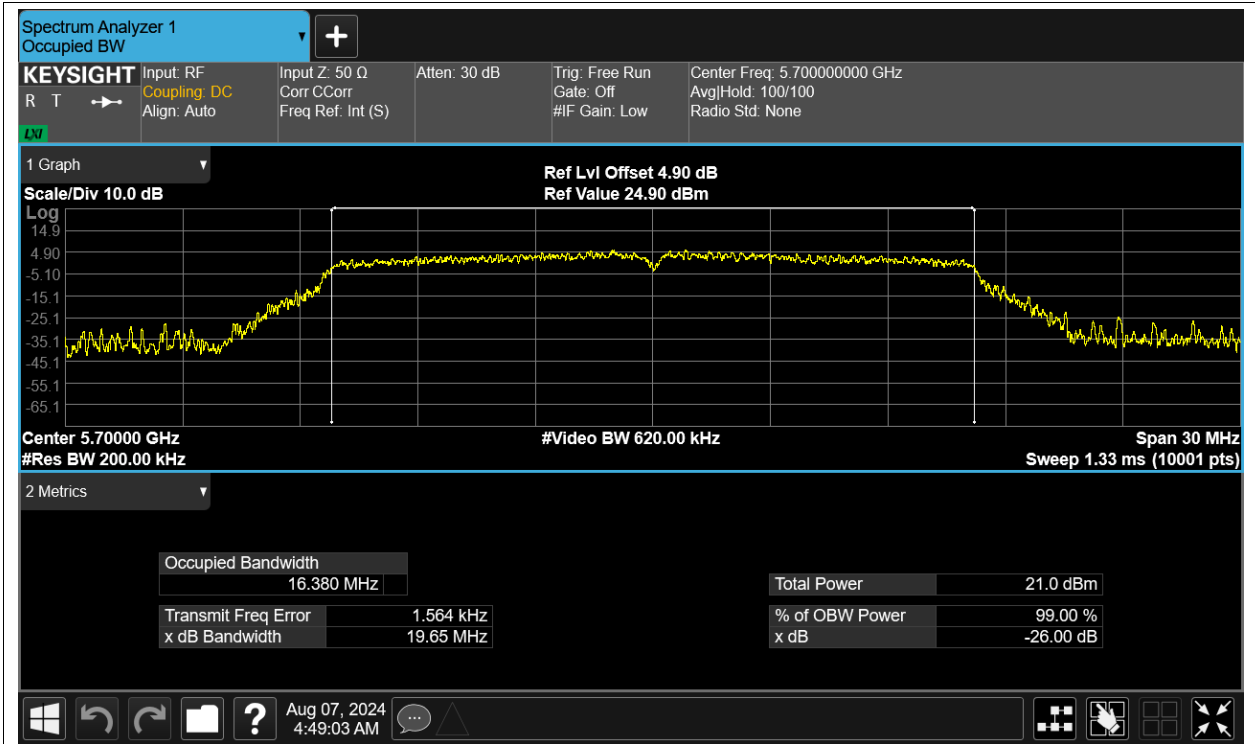 Spectrum Analyzer 1
Occupied BW
KEYSIGHT
R T
LXI
Input: RF
Coupling: DC
Align: Auto
Input Z: 50 Ω
Corr CCorr
Freq Ref: Int (S)
Atten: 30 dB
Trig: Free Run
Gate: Off
#IF Gain: Low
Center Freq: 5.700000000 GHz
Avg|Hold: 100/100
Radio Std: None
1 Graph
Scale/Div 10.0 dB
Ref Lvl Offset 4.90 dB
Ref Value 24.90 dBm
Log
14.9
4.90
-5.10
-15.1
-25.1
-35.1
-45.1
-55.1
-65.1
Center 5.70000 GHz
#Res BW 200.00 kHz
#Video BW 620.00 kHz
Span 30 MHz
Sweep 1.33 ms (10001 pts)
2 Metrics
Occupied Bandwidth
16.380 MHz
Transmit Freq Error 1.564 kHz
x dB Bandwidth 19.65 MHz
Total Power 21.0 dBm
% of OBW Power 99.00 %
x dB -26.00 dB
?
Aug 07, 2024
4:49:03 AM